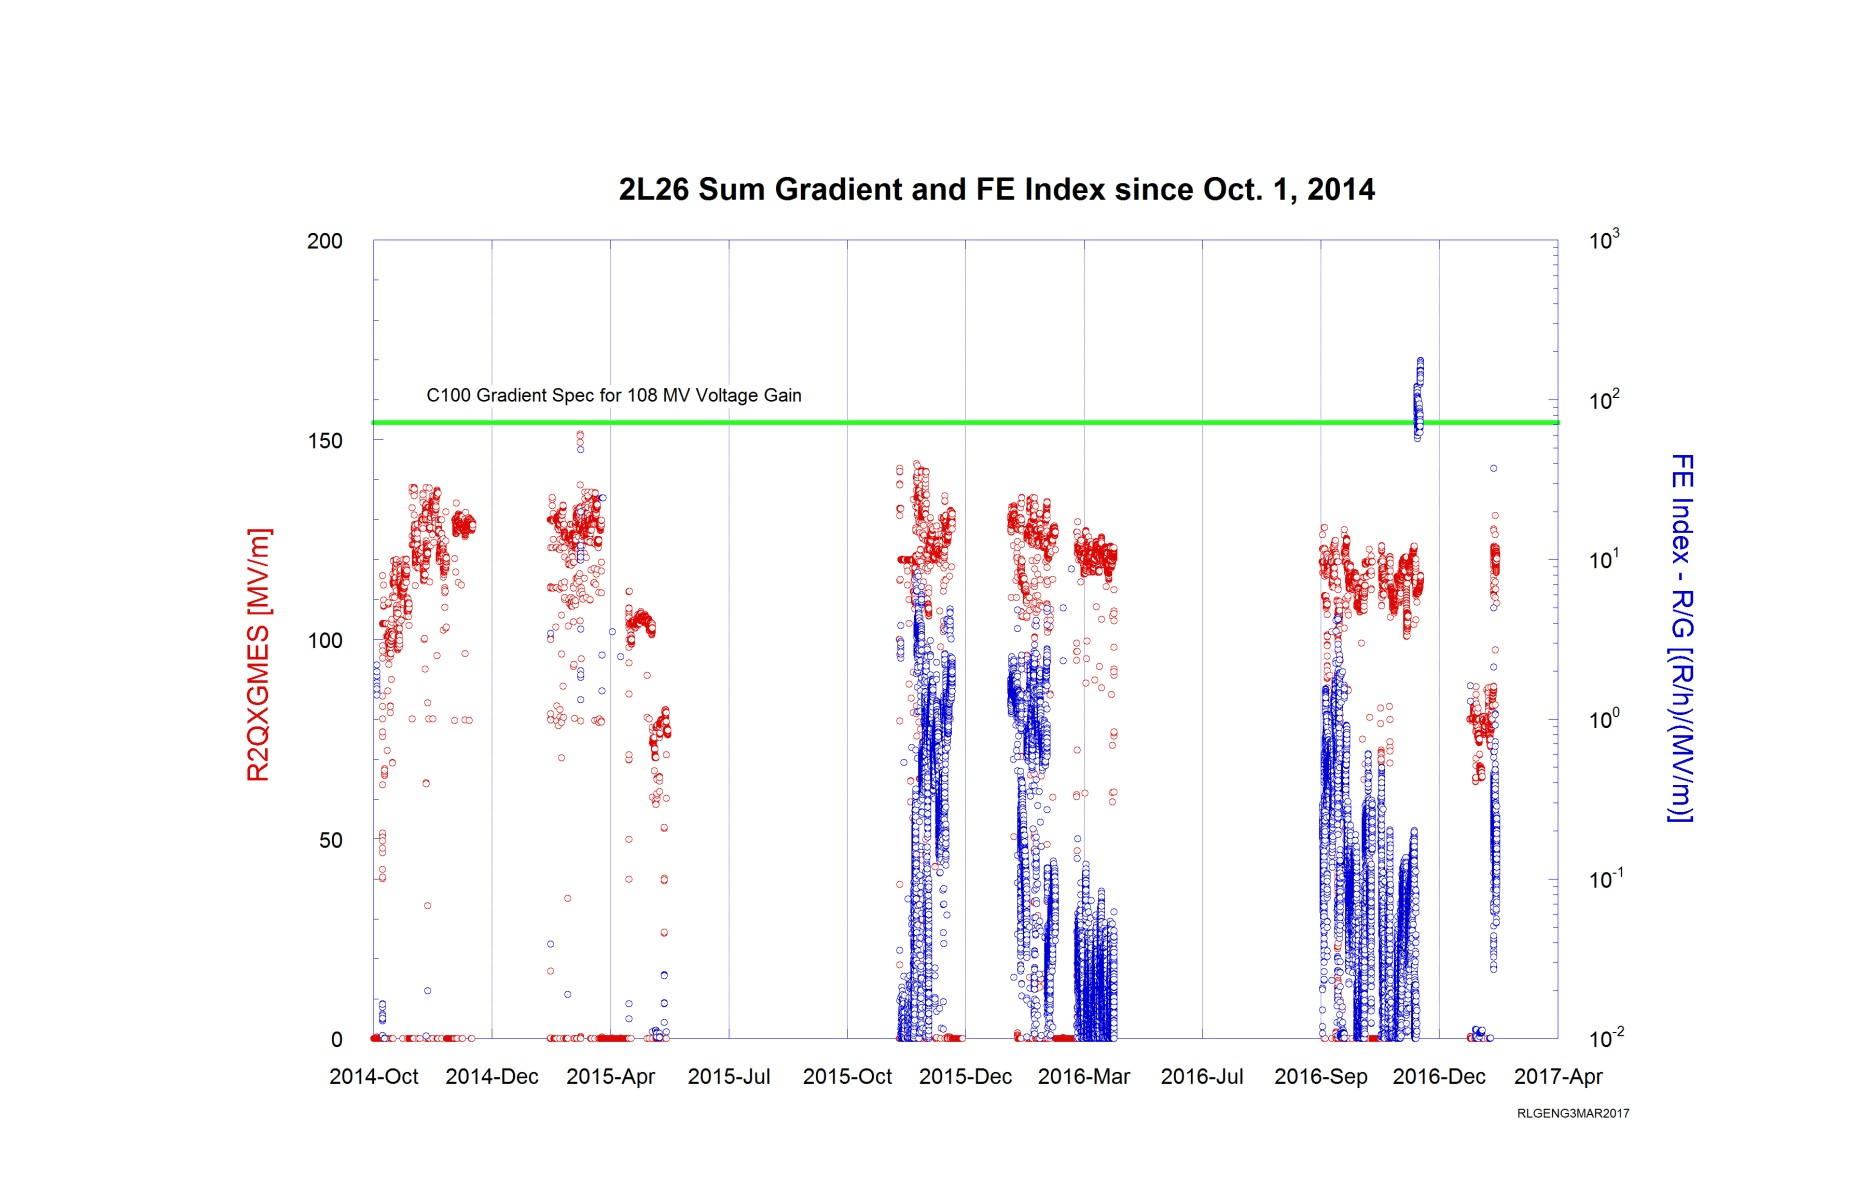 2L26 Sum Gradient and FE Index since Oct. 1, 2014
200
10³
C100 Gradient Spec for 108 MV Voltage Gain
10²
150
R2QXGMES [MV/m]
FE Index - R/G [(R/h)/(MV/m)]
10¹
100
10⁰
50
10⁻¹
0
10⁻²
2014-Oct 2014-Dec 2015-Apr 2015-Jul 2015-Oct 2015-Dec 2016-Mar 2016-Jul 2016-Sep 2016-Dec 2017-Apr
RLGENG3MAR2017